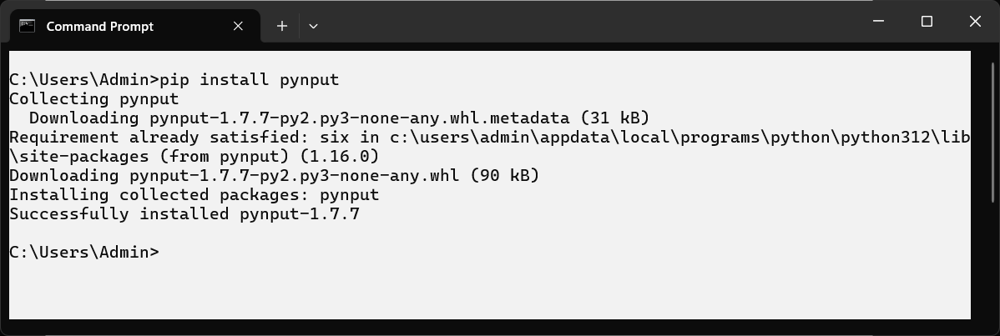 Command Prompt
C:\Users\Admin>pip install pynput
Collecting pynput
  Downloading pynput-1.7.7-py2.py3-none-any.whl.metadata (31 kB)
Requirement already satisfied: six in c:\users\admin\appdata\local\programs\python\python312\lib
\site-packages (from pynput) (1.16.0)
Downloading pynput-1.7.7-py2.py3-none-any.whl (90 kB)
Installing collected packages: pynput
Successfully installed pynput-1.7.7
C:\Users\Admin>